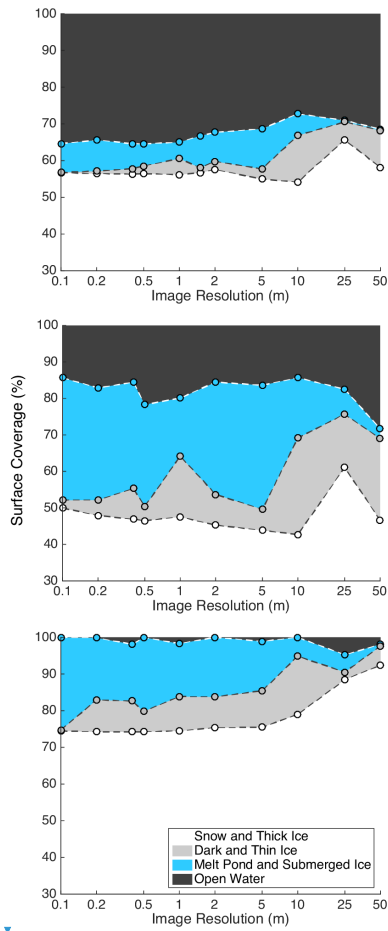 100
90
80
70
60
50
40
30
0.1 0.2 0.5 1 2 5 10 25 50
Image Resolution (m)
Surface Coverage (%)
100
90
80
70
60
50
40
30
0.1 0.2 0.5 1 2 5 10 25 50
Image Resolution (m)
100
90
80
70
60
50
40
30
Snow and Thick Ice
Dark and Thin Ice
Melt Pond and Submerged Ice
Open Water
0.1 0.2 0.5 1 2 5 10 25 50
Image Resolution (m)